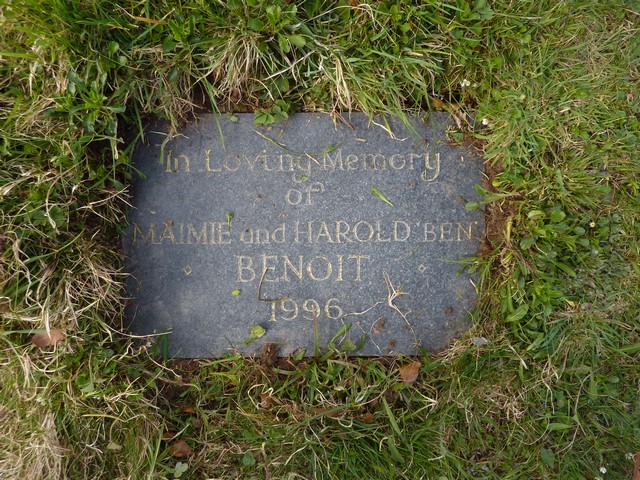 In Loving Memory
of
MAIMIE and HAROLD 'BEN'
BENOIT
1996